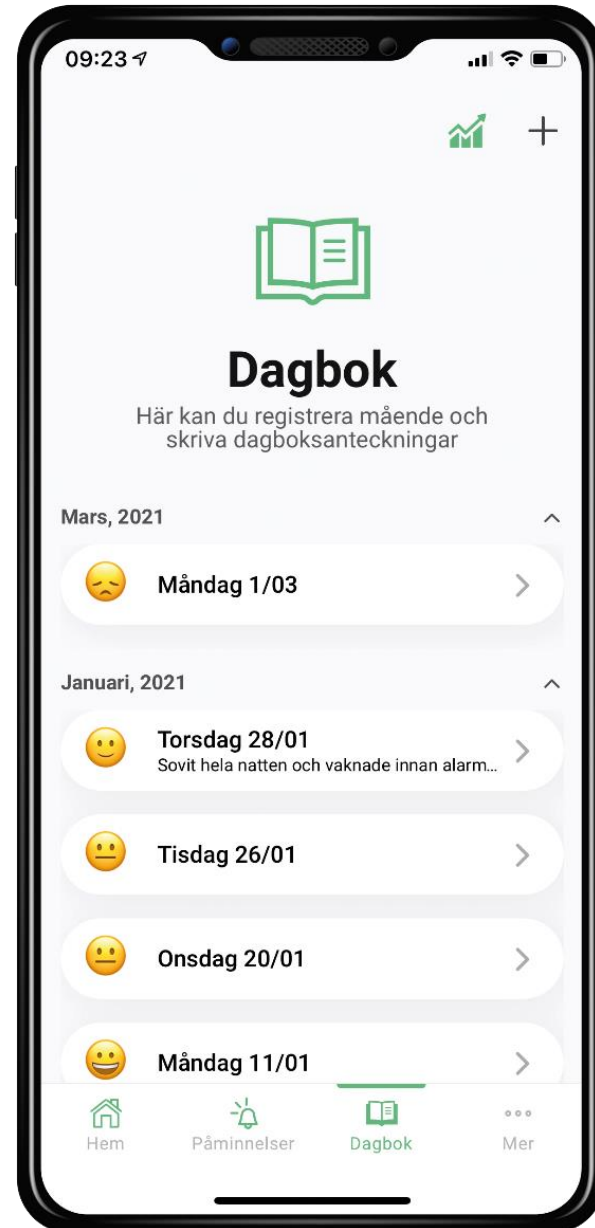 09:23
Dagbok
Här kan du registrera mående och
skriva dagboksanteckningar
Mars, 2021
Måndag 1/03
Januari, 2021
Torsdag 28/01
Sovit hela natten och vaknade innan alarm...
Tisdag 26/01
Onsdag 20/01
Måndag 11/01
Hem Påminnelser Dagbok Mer